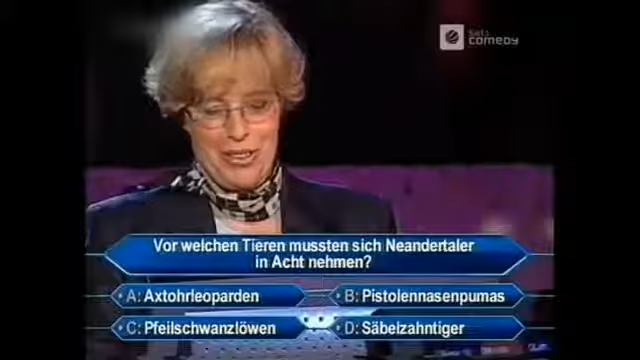 Sat.1
comedy
Vor welchen Tieren mussten sich Neandertaler
in Acht nehmen?
A: Axtohrleoparden
B: Pistolennasenpumas
C: Pfeilschwanzlöwen
D: Säbelzahntiger